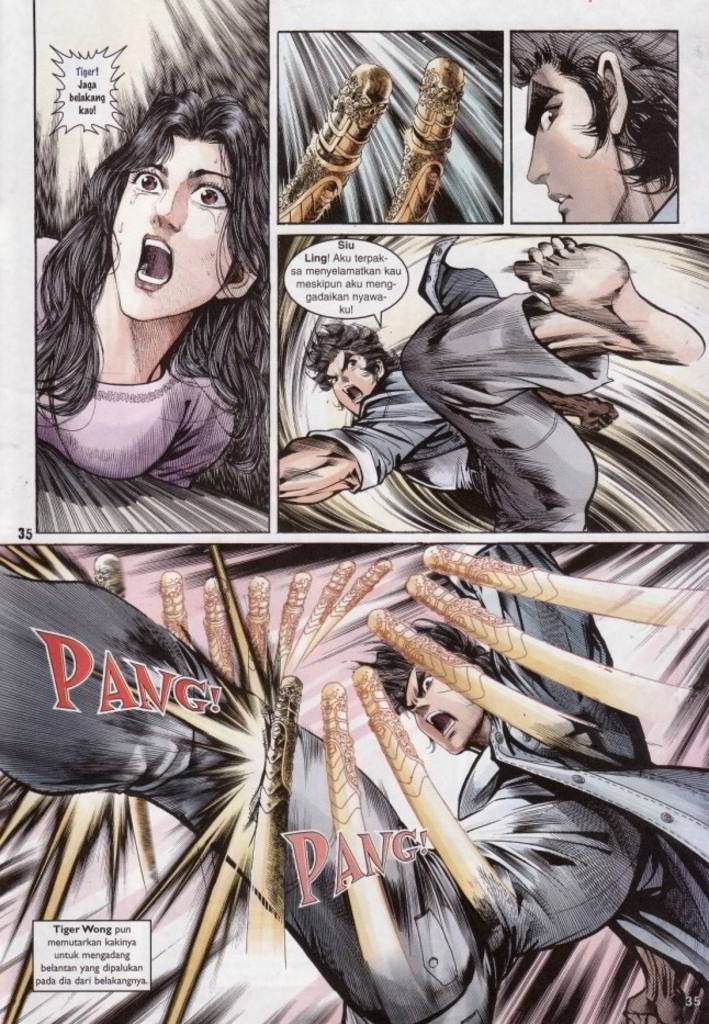 Tiger!
Jaga
belakang
kau!
Siu
Ling! Aku terpak-
sa menyelamatkan kau
meskipun aku meng-
gadaikan nyawa-
ku!
35
PANG!
PANG!
Tiger Wong pun
memutarkan kakinya
untuk mengadang
belantan yang dipalukan
pada dia dari belakangnya.
35